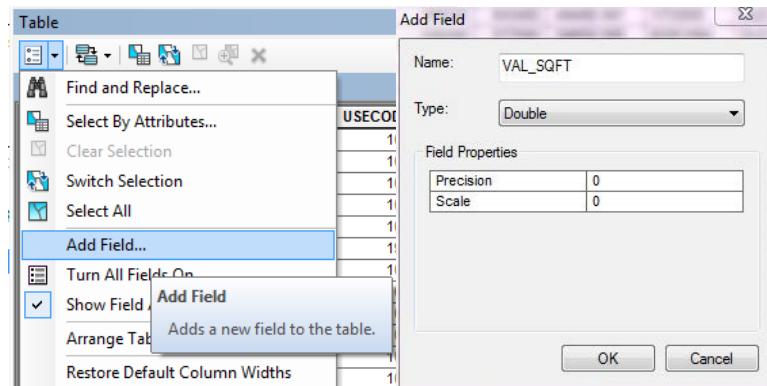 Table
Find and Replace...
Select By Attributes...
Clear Selection
Switch Selection
Select All
Add Field...
Turn All Fields On
Show Field
Arrange
Restore Default Column Widths
Add Field
Adds a new field to the table.
Add Field
Name:
VAL_SQFT
Type:
Double
Field Properties
Precision 0
Scale 0
OK Cancel